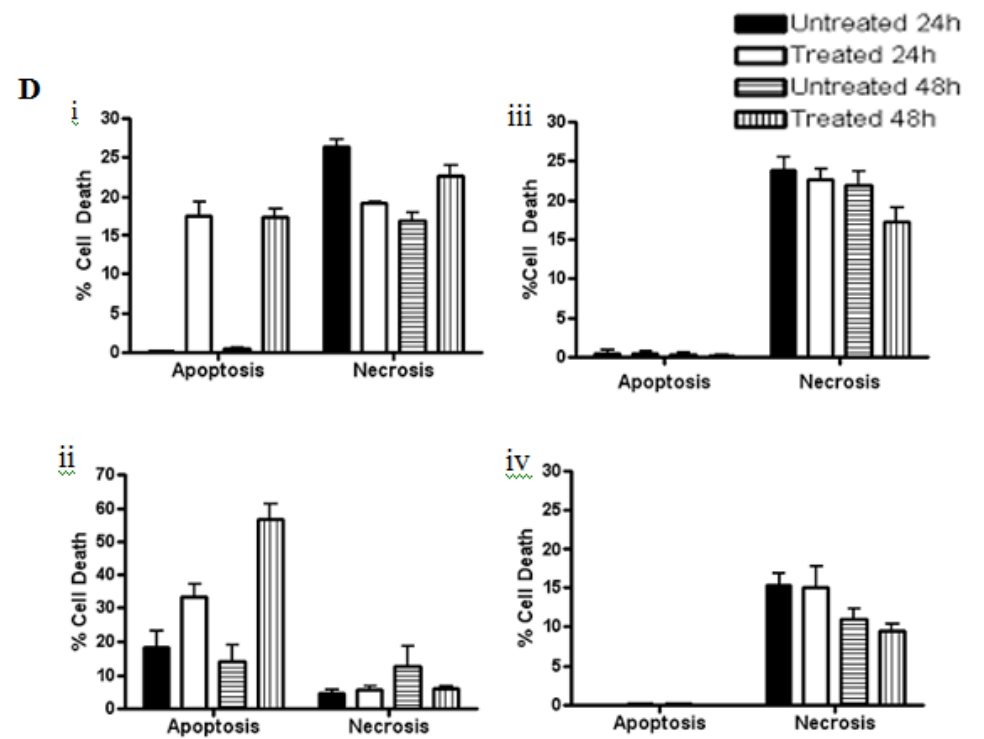 Untreated 24h
Treated 24h
Untreated 48h
Treated 48h
D
i
30
25
20
15
10
5
0
% Cell Death
Apoptosis Necrosis
iii
30
25
20
15
10
5
0
%Cell Death
Apoptosis Necrosis
ii
70
60
50
40
30
20
10
0
% Cell Death
Apoptosis Necrosis
iv
30
25
20
15
10
5
0
% Cell Death
Apoptosis Necrosis